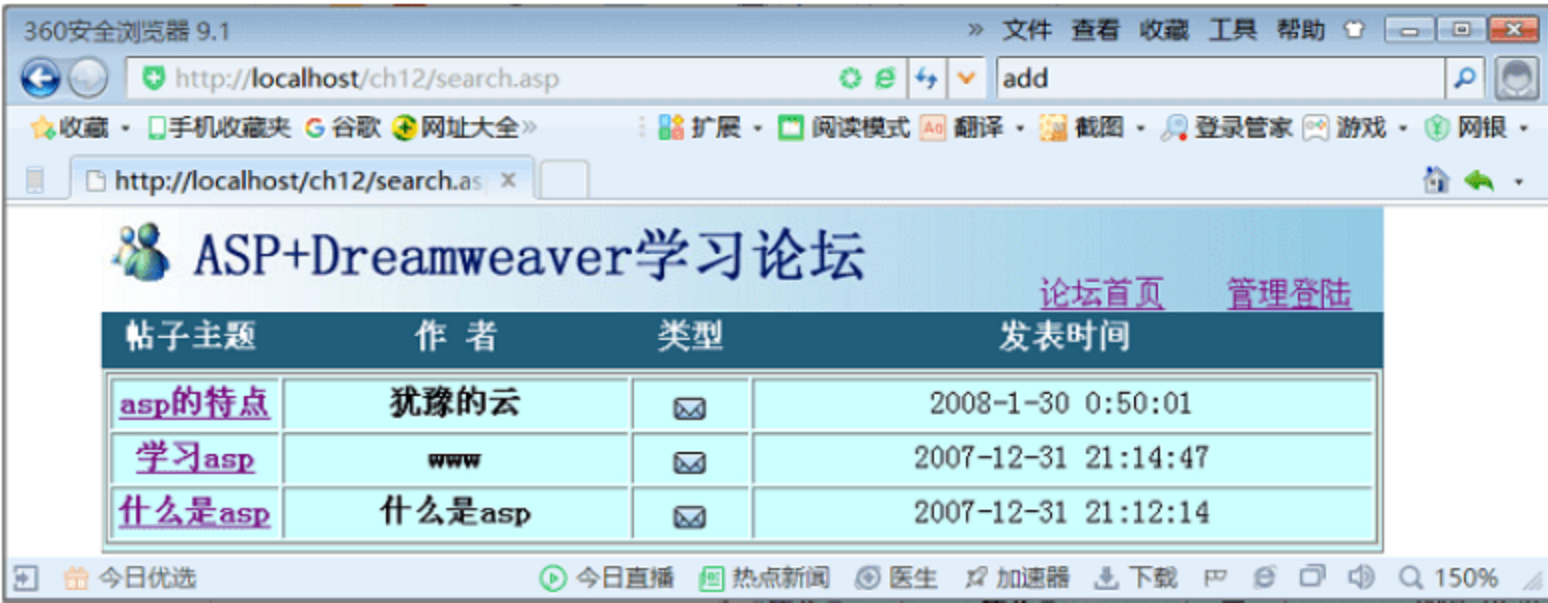 360安全浏览器 9.1 » 文件 查看 收藏 工具 帮助
http://localhost/ch12/search.asp add
收藏 手机收藏夹 谷歌 网址大全» 扩展 阅读模式 翻译 截图 登录管家 游戏 网银
http://localhost/ch12/search.as ×
ASP+Dreamweaver学习论坛
论坛首页 管理登陆
帖子主题 作 者 类型 发表时间
asp的特点 犹豫的云 2008-1-30 0:50:01
学习asp www 2007-12-31 21:14:47
什么是asp 什么是asp 2007-12-31 21:12:14
今日优选 今日直播 热点新闻 医生 加速器 下载 150%